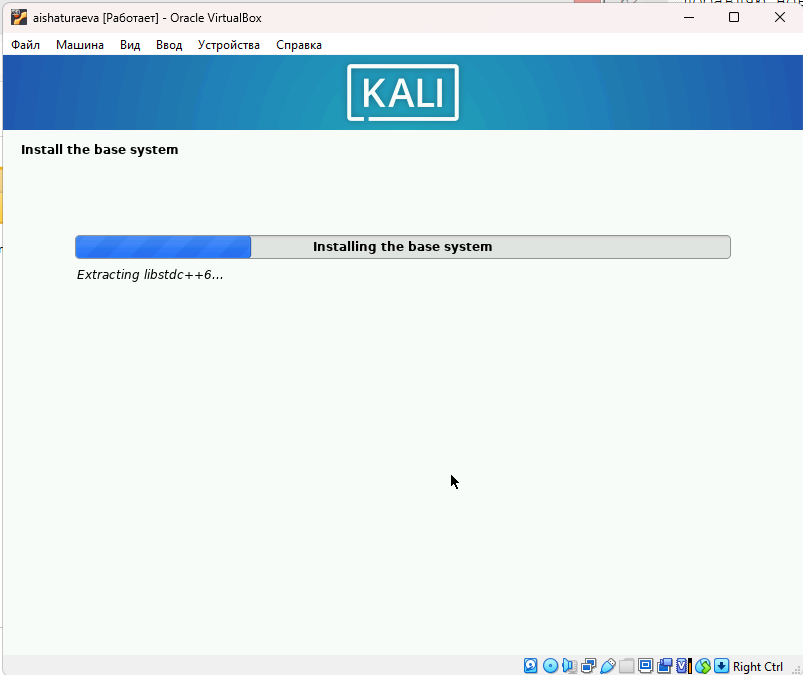 aishaturaeva [Работает] - Oracle VirtualBox
Файл Машина Вид Ввод Устройства Справка
KALI
Install the base system
Installing the base system
Extracting libstdc++6...
Right Ctrl